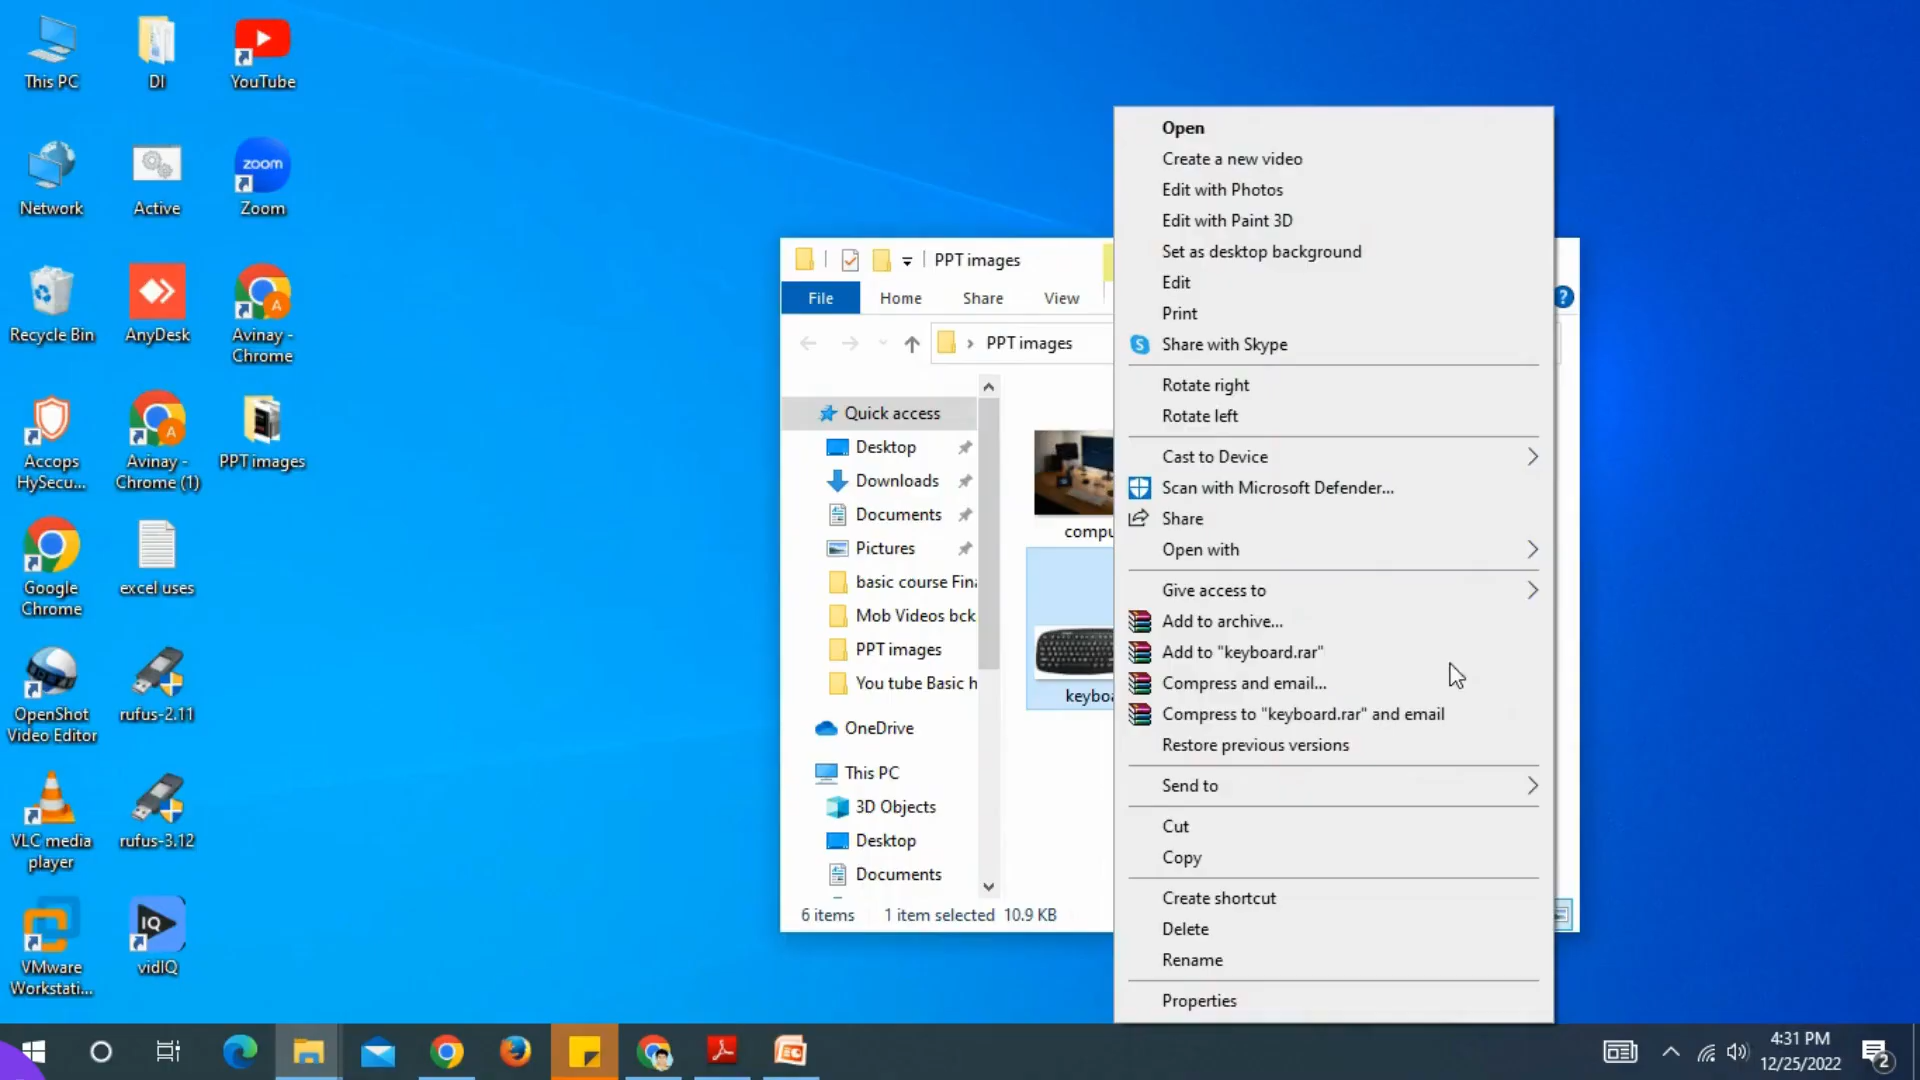 This PC
DI
YouTube
Network
Active
zoom
Zoom
Recycle Bin
AnyDesk
A
Avinay -
Chrome
Accops
HySecu...
A
Avinay -
Chrome (1)
PPT images
Google
Chrome
excel uses
OpenShot
Video Editor
rufus-2.11
VLC media
player
rufus-3.12
VMware
Workstati...
IQ
vidIQ
PPT images
File
Home
Share
View
?
PPT images
Quick access
Desktop
Downloads
Documents
Pictures
basic course Fin
Mob Videos bck
PPT images
You tube Basic h
OneDrive
This PC
3D Objects
Desktop
Documents
compu
keyboa
6 items
1 item selected 10.9 KB
Open
Create a new video
Edit with Photos
Edit with Paint 3D
Set as desktop background
Edit
Print
S
Share with Skype
Rotate right
Rotate left
Cast to Device
Scan with Microsoft Defender...
Share
Open with
Give access to
Add to archive...
Add to "keyboard.rar"
Compress and email...
Compress to "keyboard.rar" and email
Restore previous versions
Send to
Cut
Copy
Create shortcut
Delete
Rename
Properties
4:31 PM
12/25/2022
2